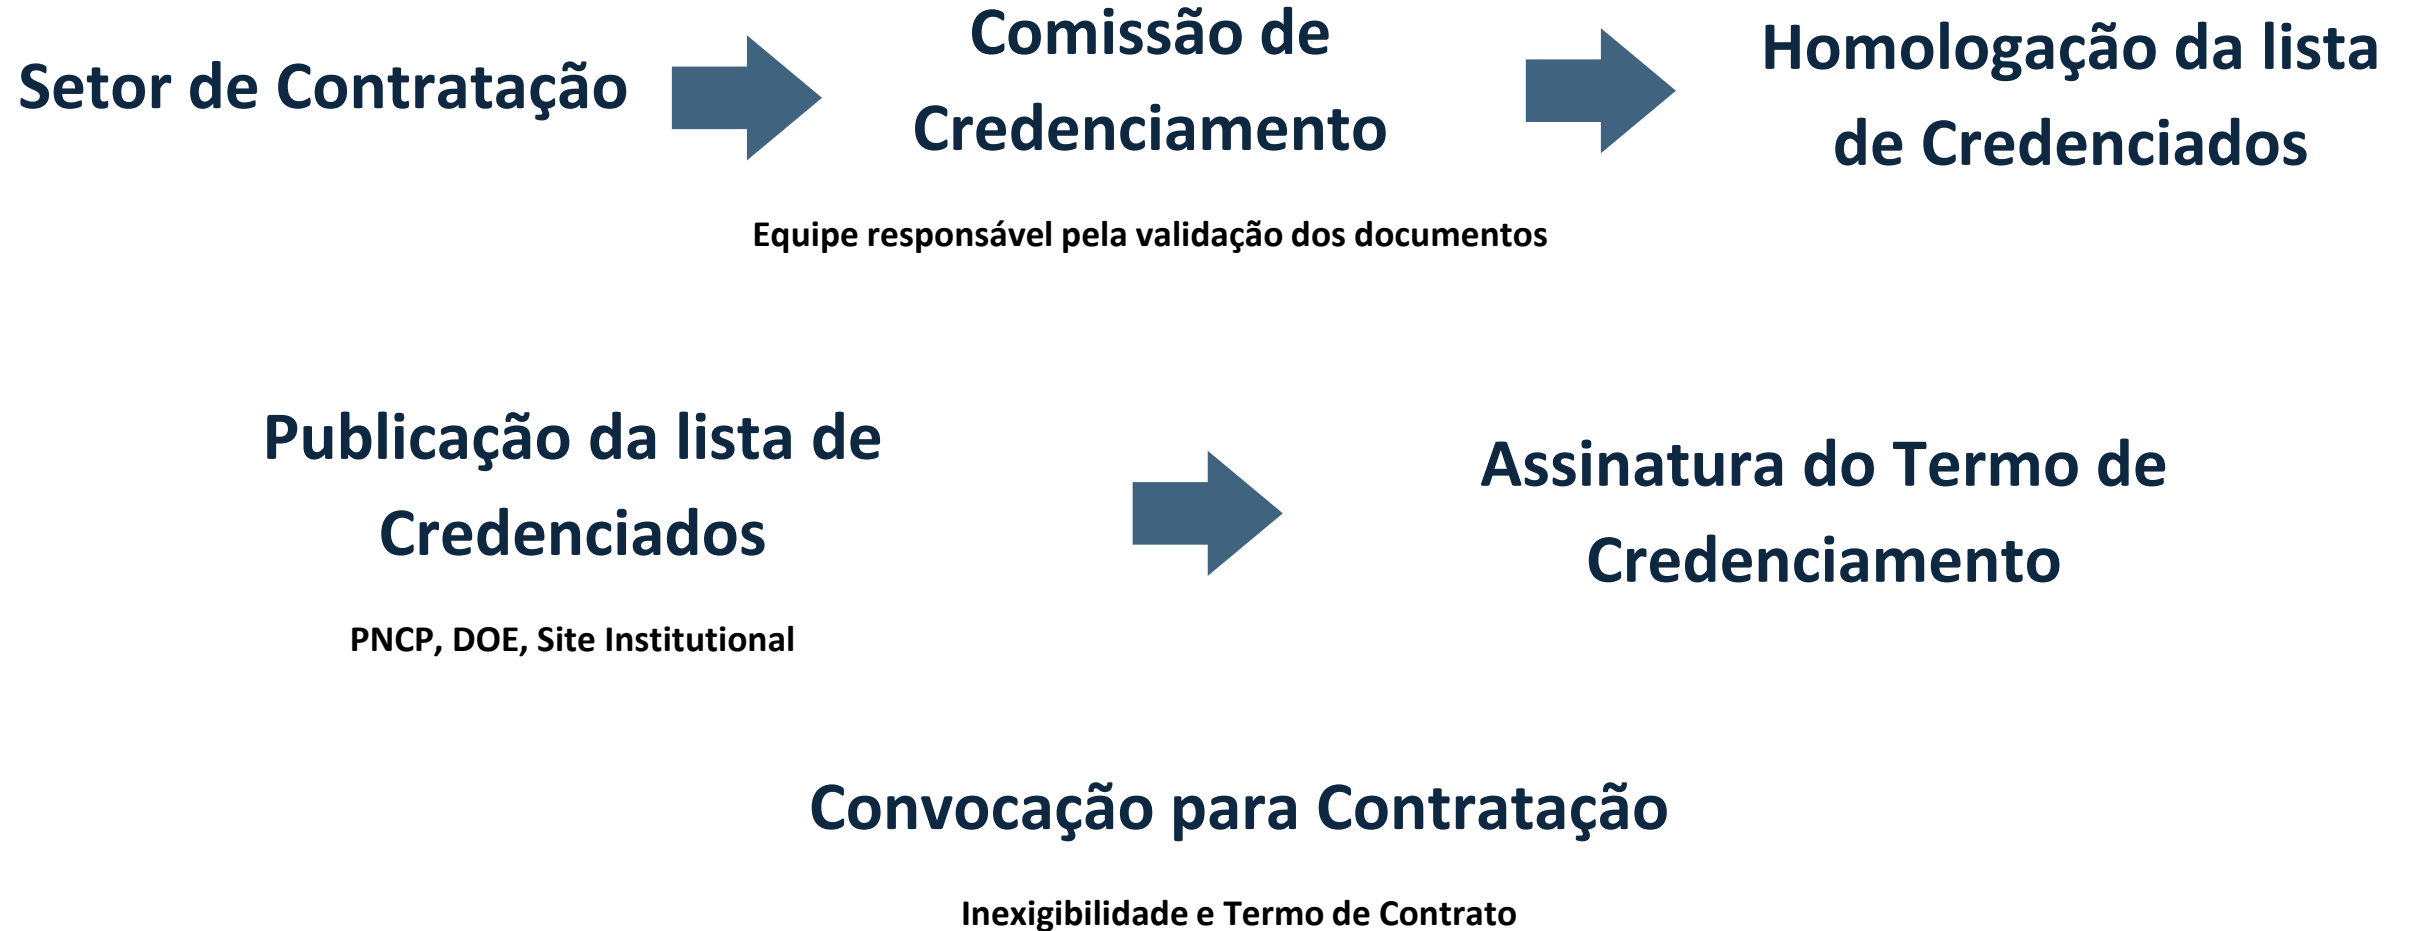 Setor de Contratação
Comissão de
Credenciamento
Equipe responsável pela validação dos documentos
Homologação da lista
de Credenciados
Publicação da lista de
Credenciados
PNCP, DOE, Site Institutional
Assinatura do Termo de
Credenciamento
Convocação para Contratação
Inexigibilidade e Termo de Contrato